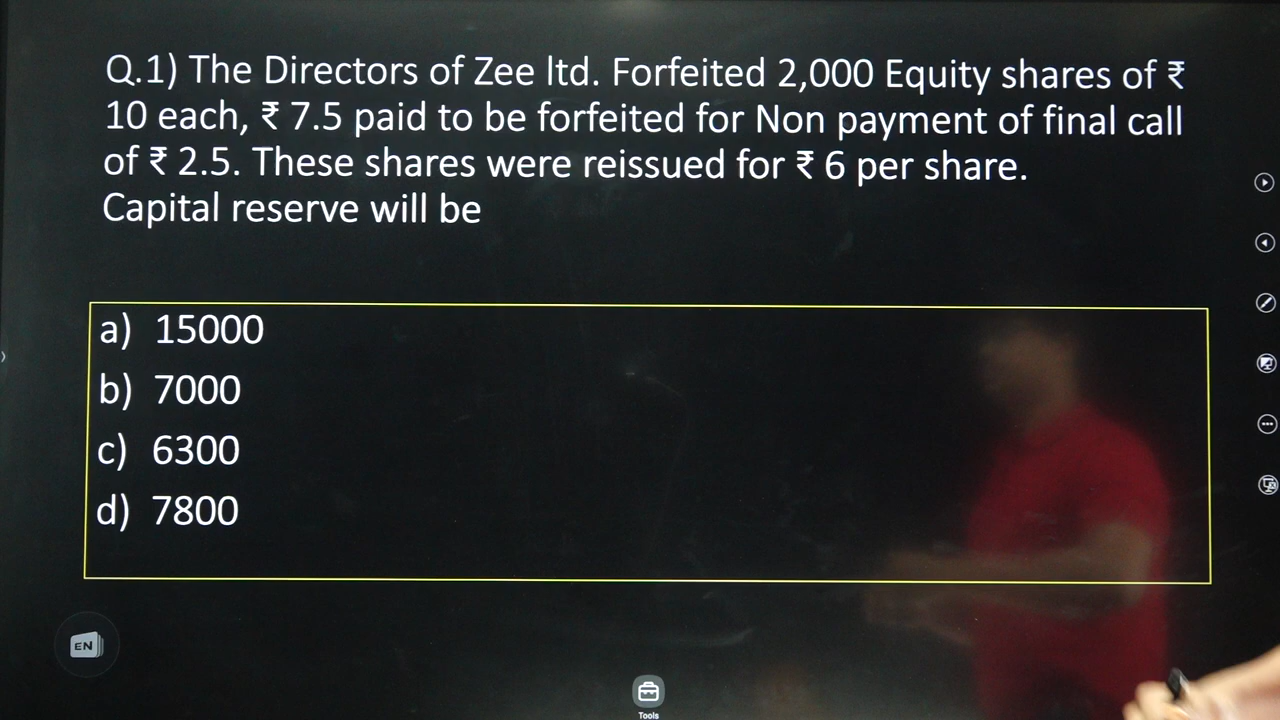 Q.1) The Directors of Zee ltd. Forfeited 2,000 Equity shares of ₹
10 each, ₹ 7.5 paid to be forfeited for Non payment of final call
of ₹ 2.5. These shares were reissued for ₹ 6 per share.
Capital reserve will be
a) 15000
b) 7000
c) 6300
d) 7800
EN
Tools